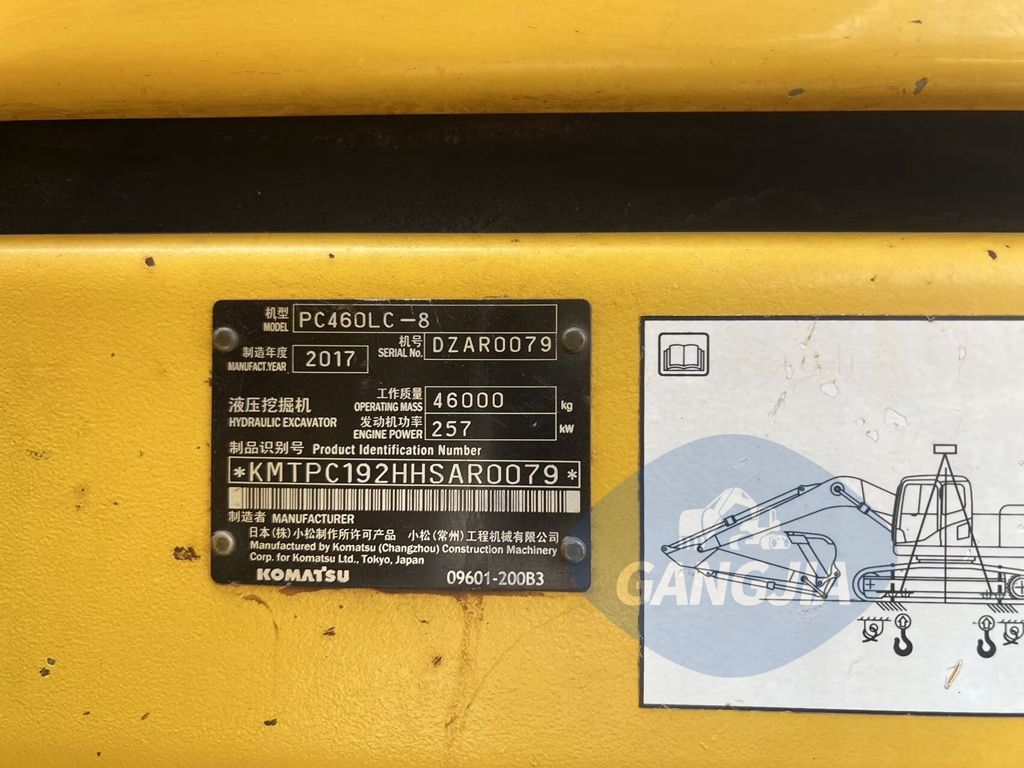 机型 MODEL PC460LC-8
机号 SERIAL No. DZAR0079
制造年度 MANUFACT.YEAR 2017
工作质量 OPERATING MASS 46000 kg
液压挖掘机 HYDRAULIC EXCAVATOR
发动机功率 ENGINE POWER 257 kW
制品识别号 Product Identification Number
*KMTPC192HHSAR0079*
制造者 MANUFACTURER
日本(株)小松制作所许可产品 小松(常州)工程机械有限公司
Manufactured by Komatsu (Changzhou) Construction Machinery
Corp. for Komatsu Ltd., Tokyo, Japan
KOMATSU 09601-200B3
GANGJIA